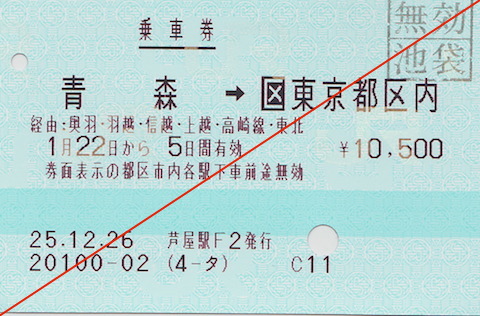 乗車券
無効
池袋
青森 → 区 東京都区内
経由:奥羽・羽越・信越・上越・高崎線・東北
1月22日から 5日間有効 ¥10,500
券面表示の都区市内各駅下車前途無効
25.12.26 芦屋駅F2発行
20100-02 (4-タ) C11